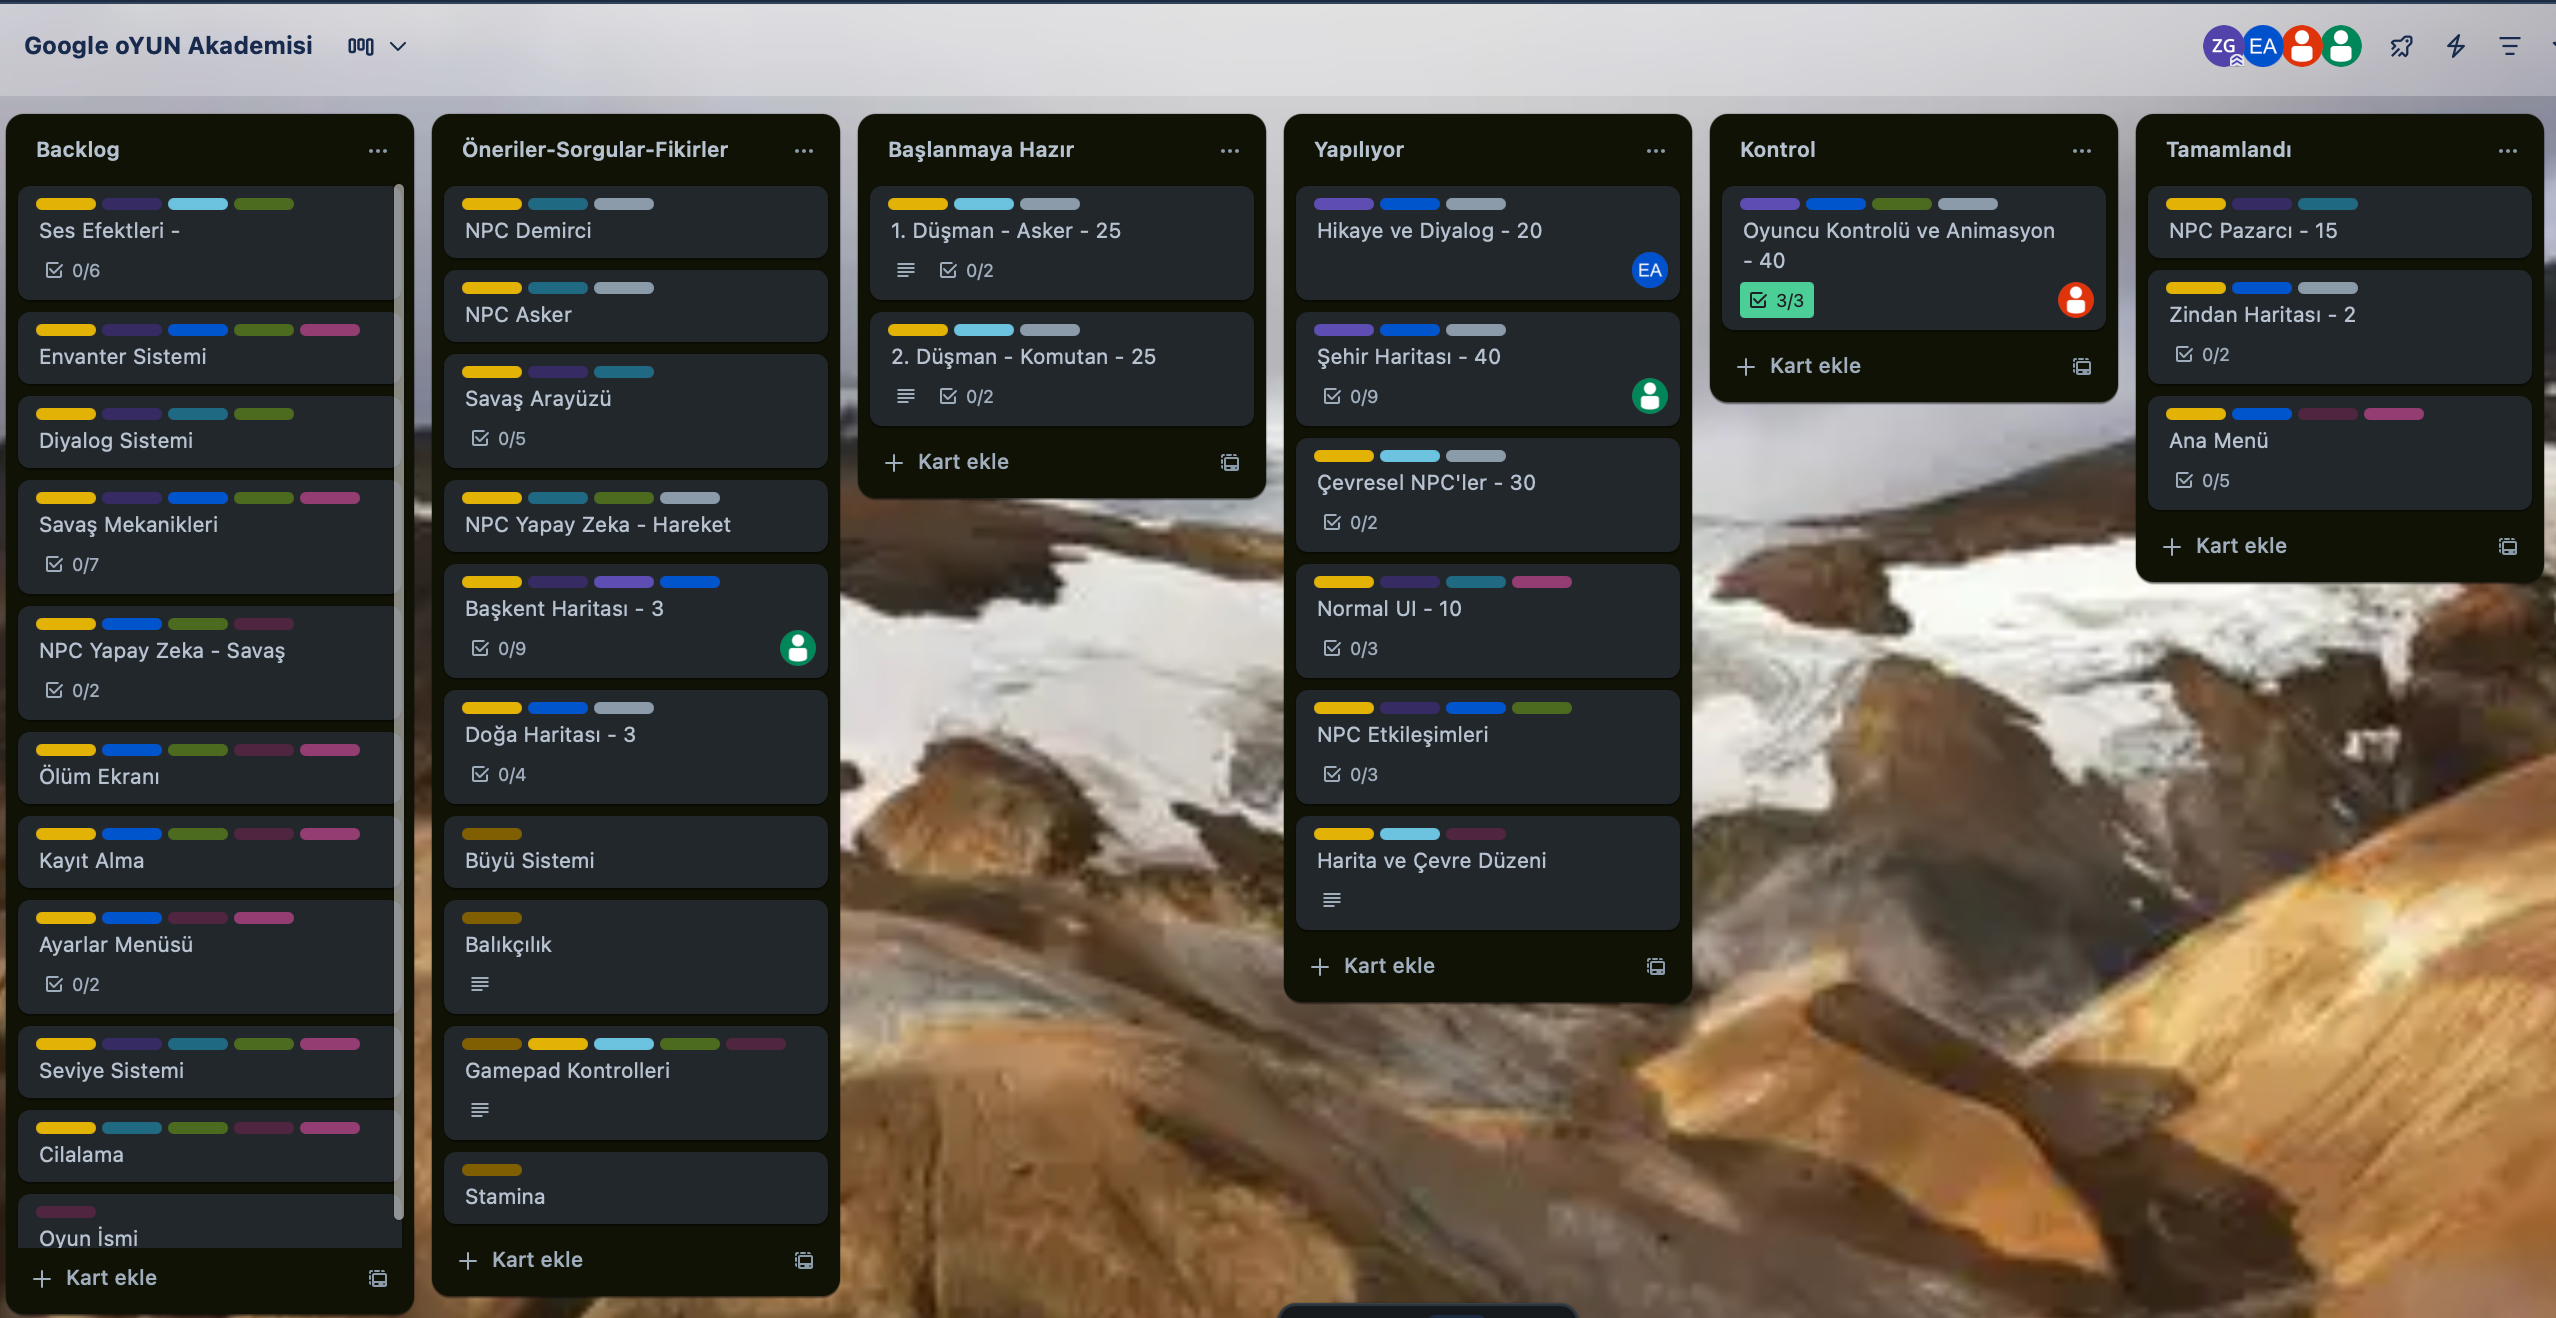 Google oYUN Akademisi
ZG
EA
Backlog
Ses Efektleri -
0/6
Envanter Sistemi
Diyalog Sistemi
Savaş Mekanikleri
0/7
NPC Yapay Zeka - Savaş
0/2
Ölüm Ekranı
Kayıt Alma
Ayarlar Menüsü
0/2
Seviye Sistemi
Cilalama
Oyun İsmi
Kart ekle
Öneriler-Sorgular-Fikirler
NPC Demirci
NPC Asker
Savaş Arayüzü
0/5
NPC Yapay Zeka - Hareket
Başkent Haritası - 3
0/9
Doğa Haritası - 3
0/4
Büyü Sistemi
Balıkçılık
Gamepad Kontrolleri
Stamina
Kart ekle
Başlanmaya Hazır
1. Düşman - Asker - 25
0/2
2. Düşman - Komutan - 25
0/2
Kart ekle
Yapılıyor
Hikaye ve Diyalog - 20
EA
Şehir Haritası - 40
0/9
Çevresel NPC'ler - 30
0/2
Normal UI - 10
0/3
NPC Etkileşimleri
0/3
Harita ve Çevre Düzeni
Kart ekle
Kontrol
Oyuncu Kontrolü ve Animasyon
- 40
3/3
Kart ekle
Tamamlandı
NPC Pazarcı - 15
Zindan Haritası - 2
0/2
Ana Menü
0/5
Kart ekle